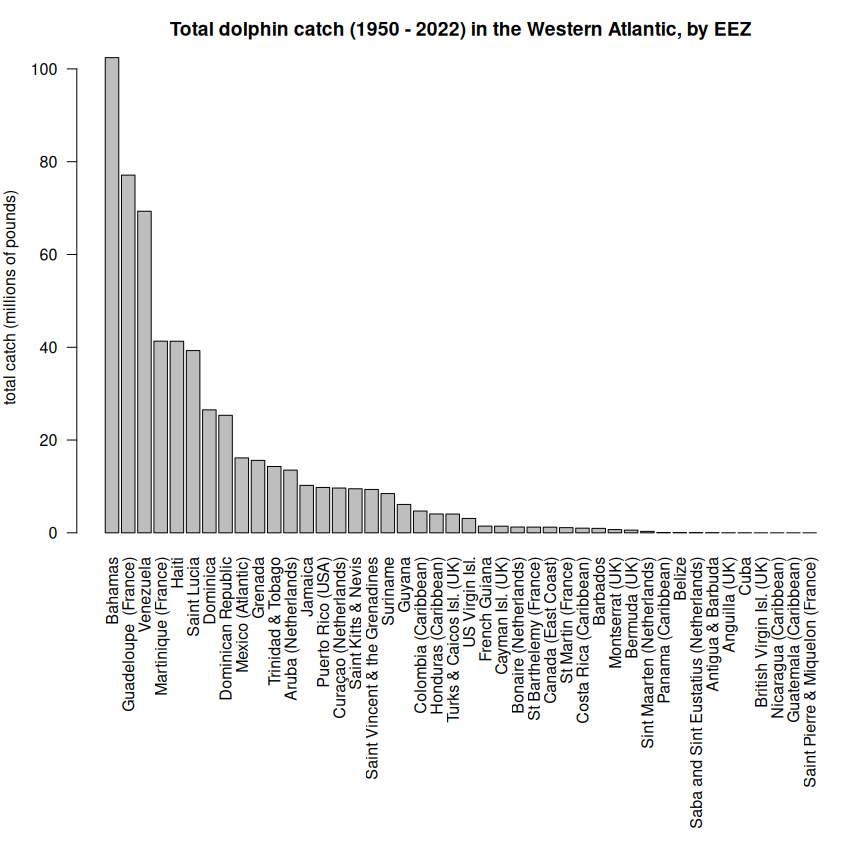 Total dolphin catch (1950 - 2022) in the Western Atlantic, by EEZ
total catch (millions of pounds)
100
80
60
40
20
0
Bahamas
Guadeloupe (France)
Venezuela
Martinique (France)
Haiti
Saint Lucia
Dominica
Dominican Republic
Mexico (Atlantic)
Grenada
Trinidad & Tobago
Aruba (Netherlands)
Jamaica
Puerto Rico (USA)
Curaçao (Netherlands)
Saint Kitts & Nevis
Saint Vincent & the Grenadines
Suriname
Guyana
Colombia (Caribbean)
Honduras (Caribbean)
Turks & Caicos Isl. (UK)
US Virgin Isl.
French Guiana
Cayman Isl. (UK)
Bonaire (Netherlands)
St Barthelemy (France)
Canada (East Coast)
St Martin (France)
Costa Rica (Caribbean)
Barbados
Montserrat (UK)
Bermuda (UK)
Sint Maarten (Netherlands)
Panama (Caribbean)
Belize
Saba and Sint Eustatius (Netherlands)
Antigua & Barbuda
Anguilla (UK)
Cuba
British Virgin Isl. (UK)
Nicaragua (Caribbean)
Guatemala (Caribbean)
Saint Pierre & Miquelon (France)